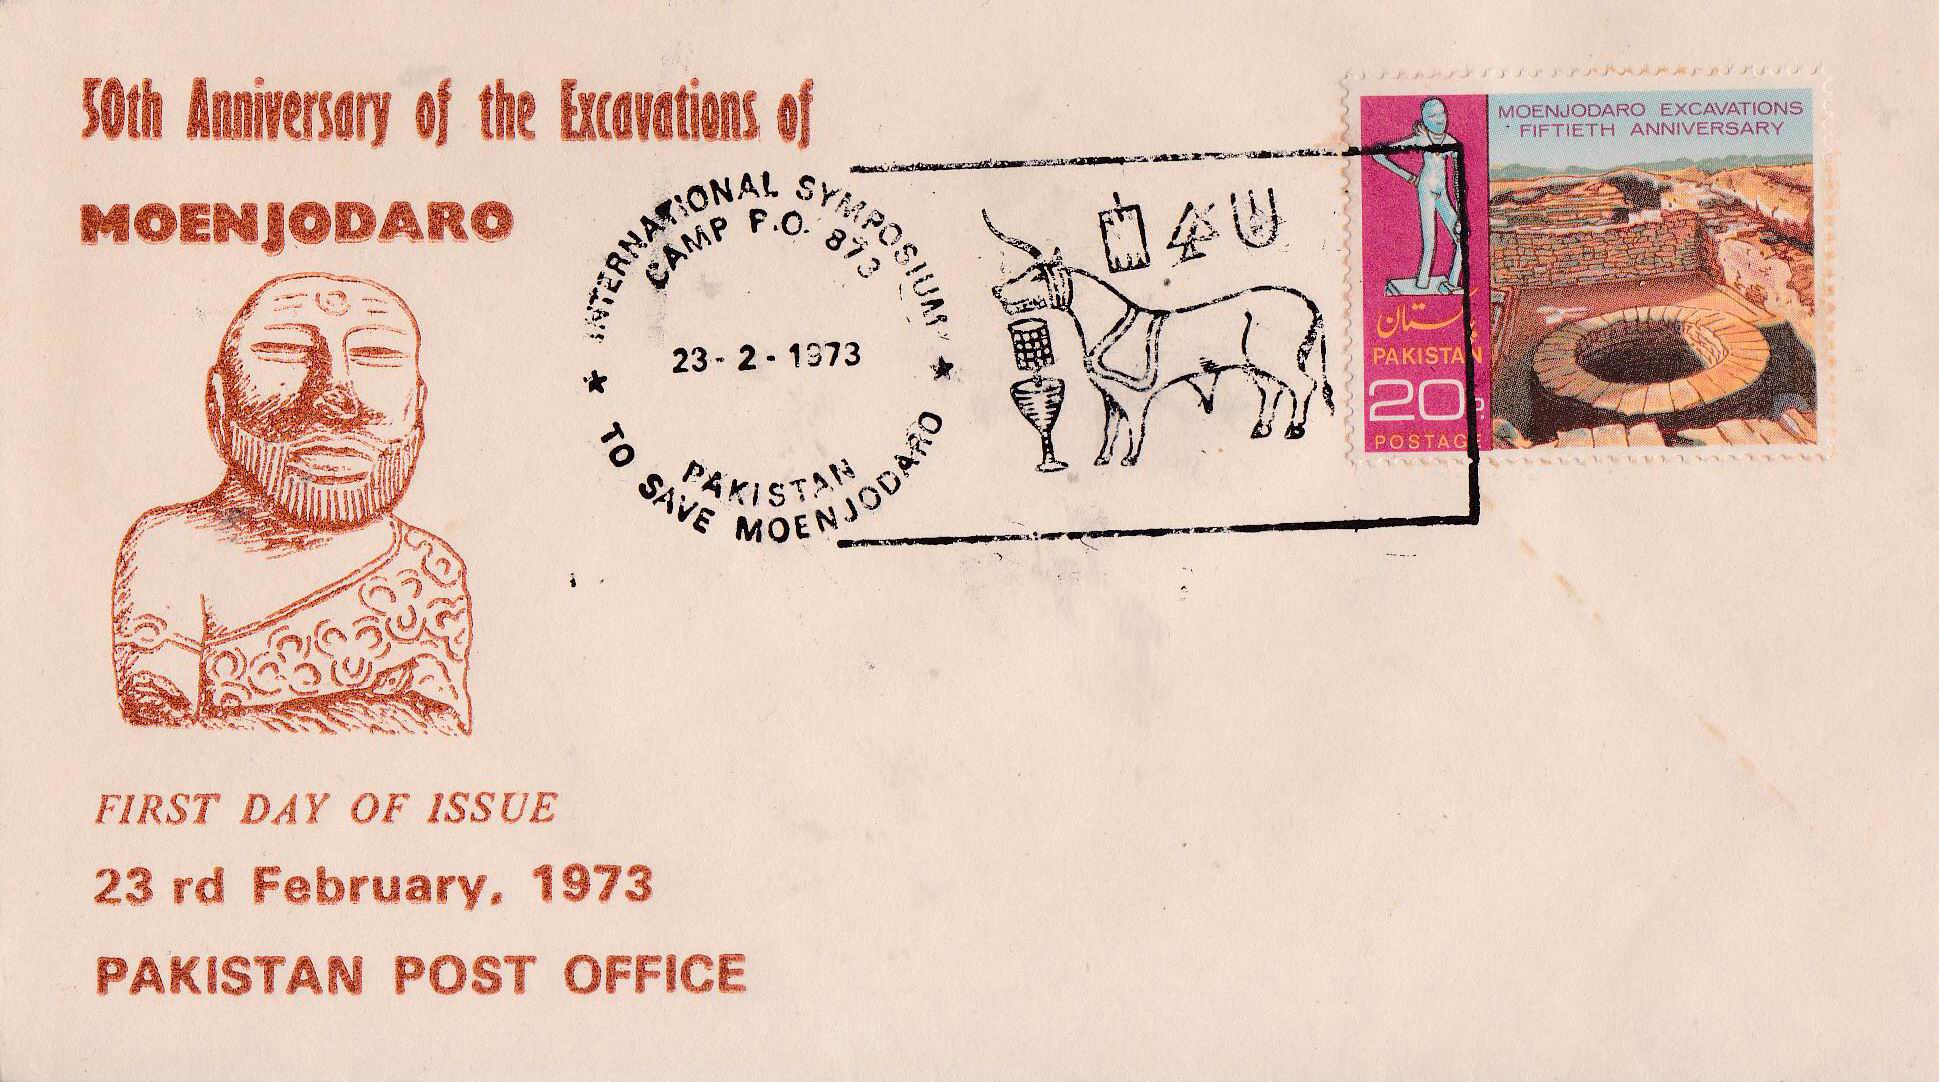 50th Anniversary of the Excavations of
MOENJODARO
INTERNATIONAL SYMPOSIUM
CAMP P.O. 873
23-2-1973
PAKISTAN
TO SAVE MOENJODARO
MOENJODARO EXCAVATIONS
FIFTIETH ANNIVERSARY
پاکستان
PAKISTAN
20P.
POSTAGE
FIRST DAY OF ISSUE
23 rd February, 1973
PAKISTAN POST OFFICE